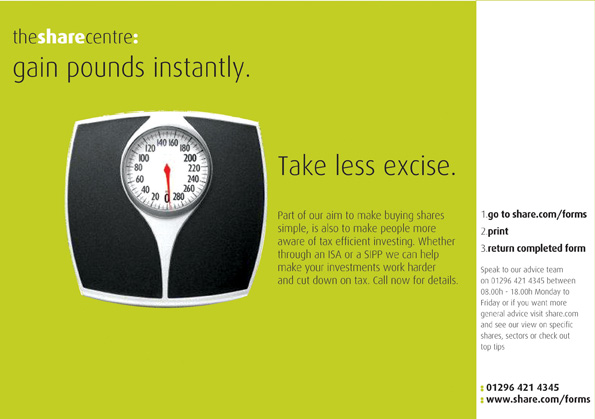 thesharecentre:
gain pounds instantly.
120 140 160 180
100 200
80 220
60 240
40 260
20 0 280
Take less excise.
Part of our aim to make buying shares
simple, is also to make people more
aware of tax efficient investing. Whether
through an ISA or a SIPP we can help
make your investments work harder
and cut down on tax. Call now for details.
1.go to share.com/forms
2.print
3.return completed form
Speak to our advice team
on 01296 421 4345 between
08.00h - 18.00h Monday to
Friday or if you want more
general advice visit share.com
and see our view on specific
shares, sectors or check out
top tips
: 01296 421 4345
: www.share.com/forms